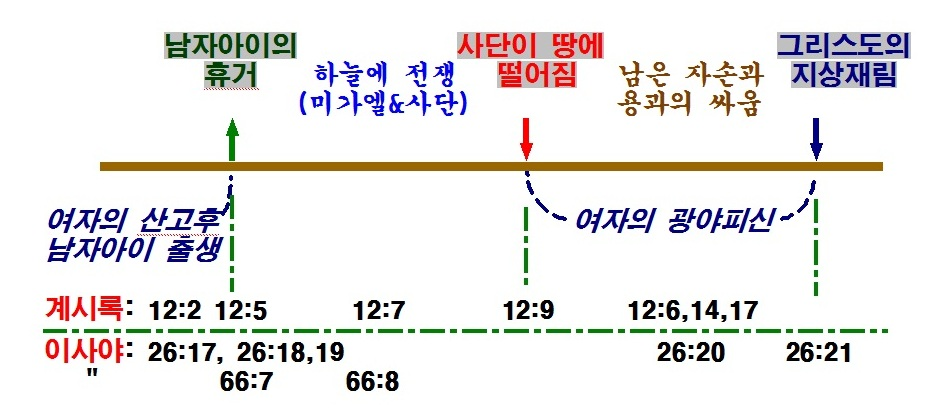 남자아이의
휴거
하늘에 전쟁
(미가엘&사단)
사단이 땅에
떨어짐
남은 자손과
용과의 싸움
그리스도의
지상재림
여자의 산고후
남자아이 출생
여자의 광야피신
계시록: 12:2 12:5 12:7 12:9 12:6,14,17
이사야: 26:17, 26:18,19 26:20 26:21
" 66:7 66:8